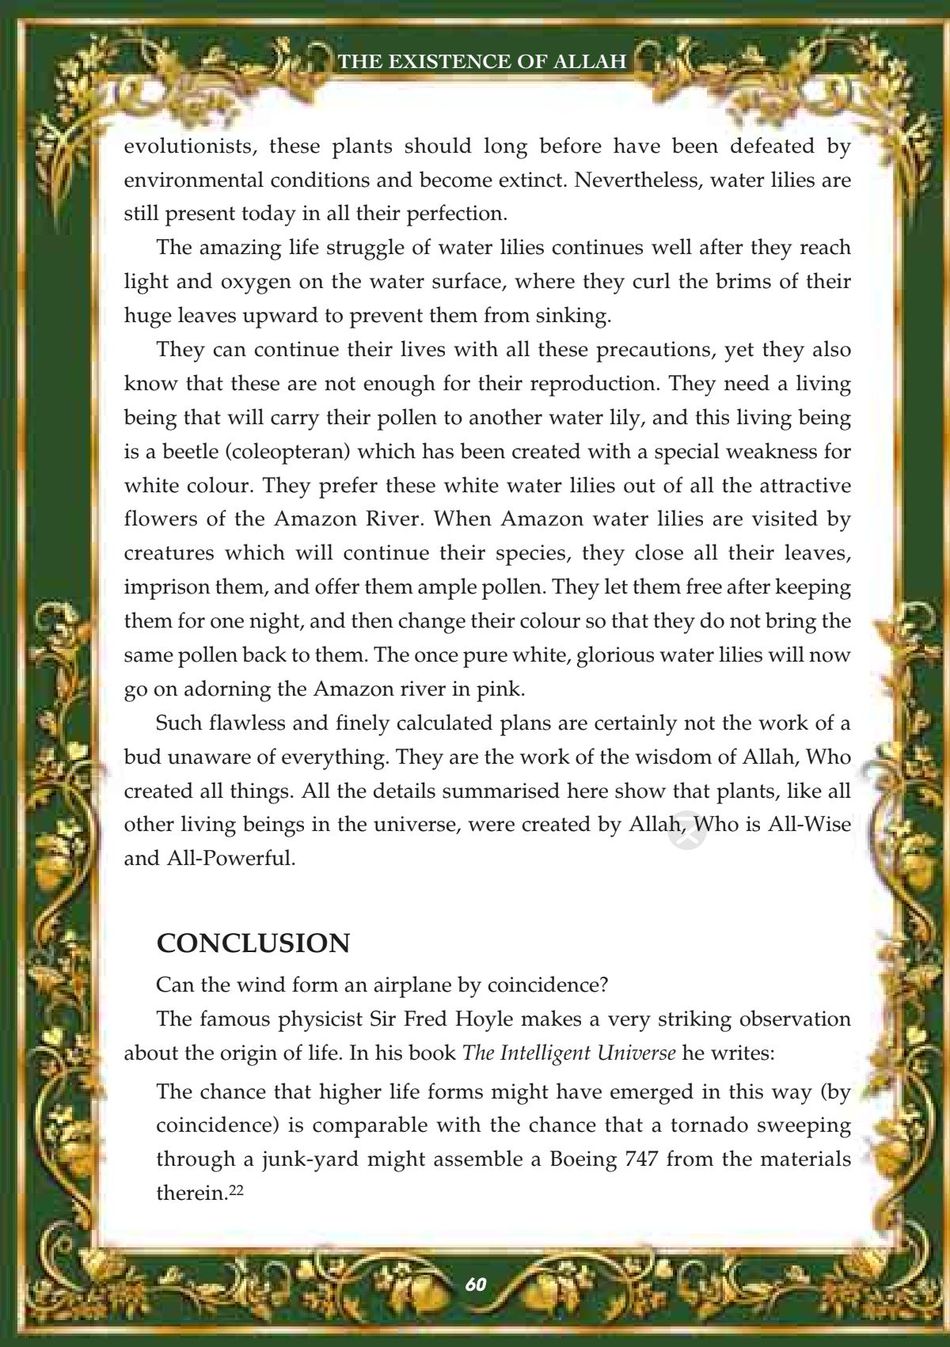 THE EXISTENCE OF ALLAH
evolutionists, these plants should long before have been defeated by
environmental conditions and become extinct. Nevertheless, water lilies are
still present today in all their perfection.
The amazing life struggle of water lilies continues well after they reach
light and oxygen on the water surface, where they curl the brims of their
huge leaves upward to prevent them from sinking.
They can continue their lives with all these precautions, yet they also
know that these are not enough for their reproduction. They need a living
being that will carry their pollen to another water lily, and this living being
is a beetle (coleopteran) which has been created with a special weakness for
white colour. They prefer these white water lilies out of all the attractive
flowers of the Amazon River. When Amazon water lilies are visited by
creatures which will continue their species, they close all their leaves,
imprison them, and offer them ample pollen. They let them free after keeping
them for one night, and then change their colour so that they do not bring the
same pollen back to them. The once pure white, glorious water lilies will now
go on adorning the Amazon river in pink.
Such flawless and finely calculated plans are certainly not the work of a
bud unaware of everything. They are the work of the wisdom of Allah, Who
created all things. All the details summarised here show that plants, like all
other living beings in the universe, were created by Allah, Who is All-Wise
and All-Powerful.
CONCLUSION
Can the wind form an airplane by coincidence?
The famous physicist Sir Fred Hoyle makes a very striking observation
about the origin of life. In his book The Intelligent Universe he writes:
The chance that higher life forms might have emerged in this way (by
coincidence) is comparable with the chance that a tornado sweeping
through a junk-yard might assemble a Boeing 747 from the materials
therein.22
60